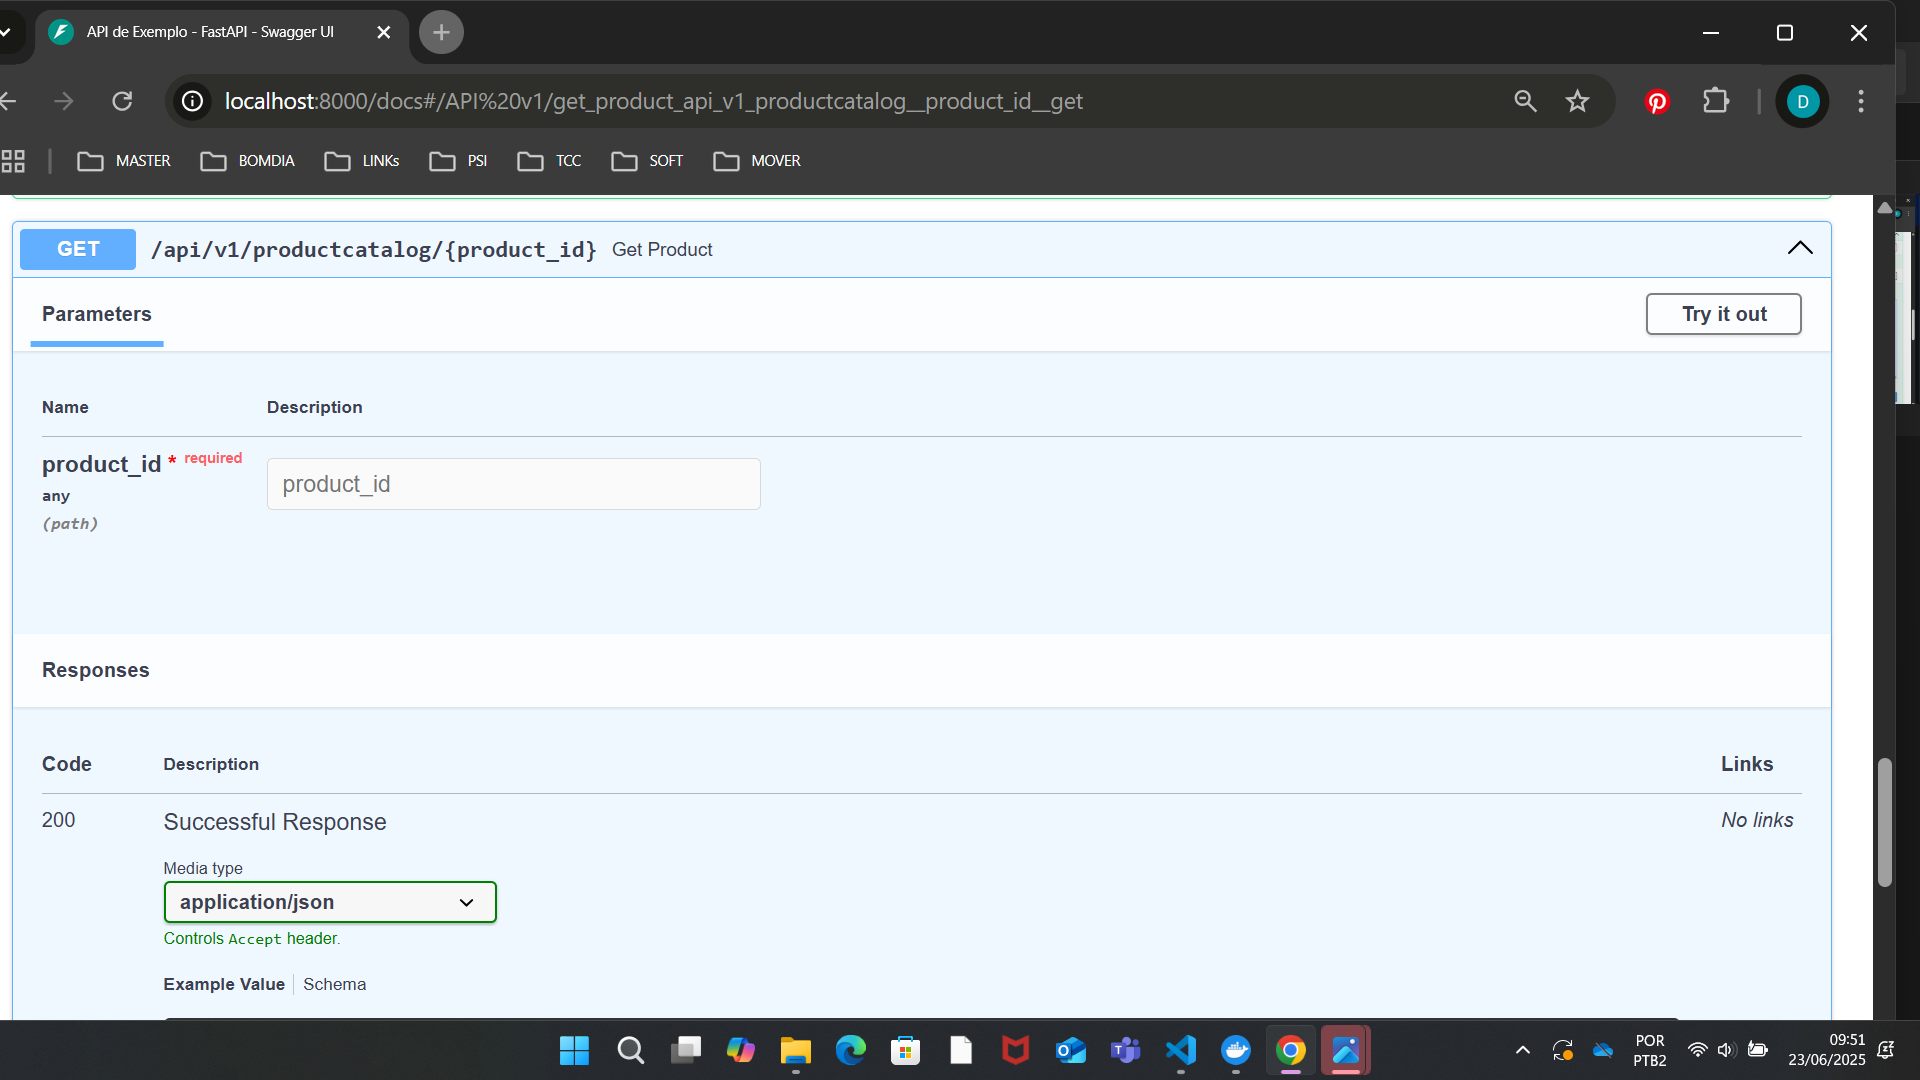 API de Exemplo - FastAPI - Swagger UI
localhost:8000/docs#/API%20v1/get_product_api_v1_productcatalog__product_id__get
D
MASTER BOMDIA LINKs PSI TCC SOFT MOVER
GET /api/v1/productcatalog/{product_id} Get Product
Parameters Try it out
Name Description
product_id * required
any
(path)
product_id
Responses
Code Description Links
200 Successful Response No links
Media type
application/json
Controls Accept header.
Example Value Schema
POR
PTB2
09:51
23/06/2025